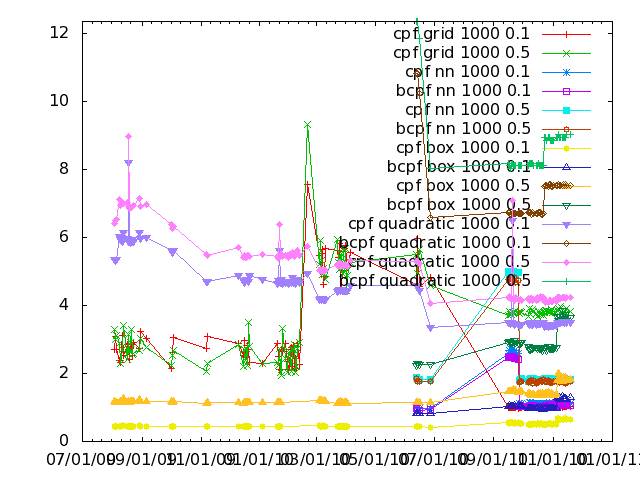 12
10
8
6
4
2
0
cpf grid 1000 0.1
cpf grid 1000 0.5
cpf nn 1000 0.1
bcpf nn 1000 0.1
cpf nn 1000 0.5
bcpf nn 1000 0.5
cpf box 1000 0.1
bcpf box 1000 0.1
cpf box 1000 0.5
bcpf box 1000 0.5
cpf quadratic 1000 0.1
bcpf quadratic 1000 0.1
cpf quadratic 1000 0.5
bcpf quadratic 1000 0.5
07/01/09 09/01/09 11/01/09 01/01/10 03/01/10 05/01/10 07/01/10 09/01/10 11/01/10 01/01/11